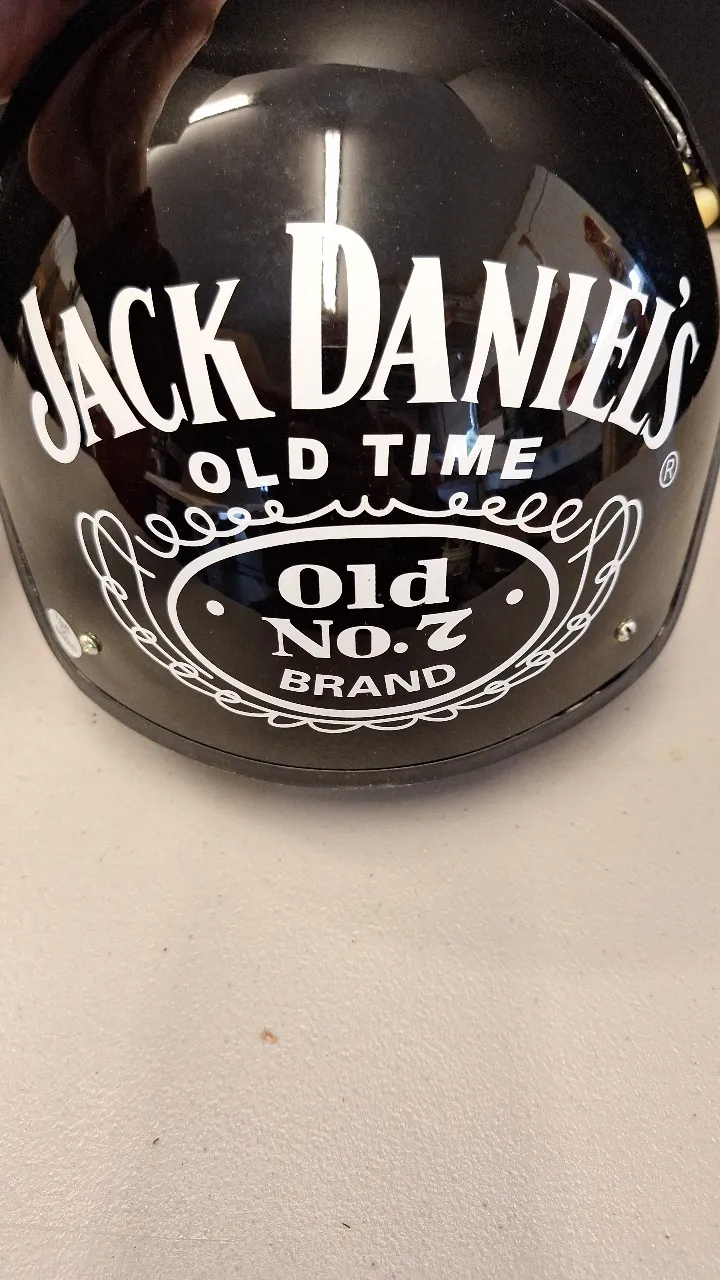 JACK DANIEL'S
OLD TIME
®
Old
No. 7
BRAND